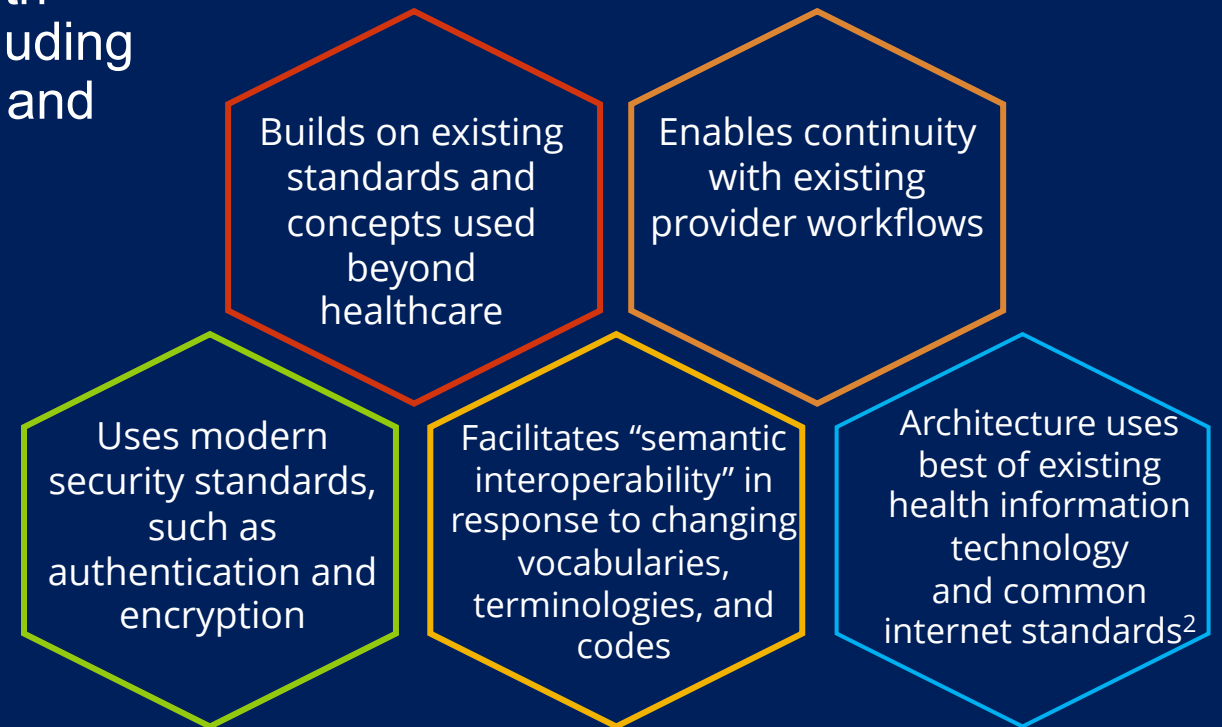 uding
and
Builds on existing
standards and
concepts used
beyond
healthcare
Enables continuity
with existing
provider workflows
Uses modern
security standards,
such as
authentication and
encryption
Facilitates “semantic
interoperability” in
response to changing
vocabularies,
terminologies, and
codes
Architecture uses
best of existing
health information
technology
and common
internet standards²